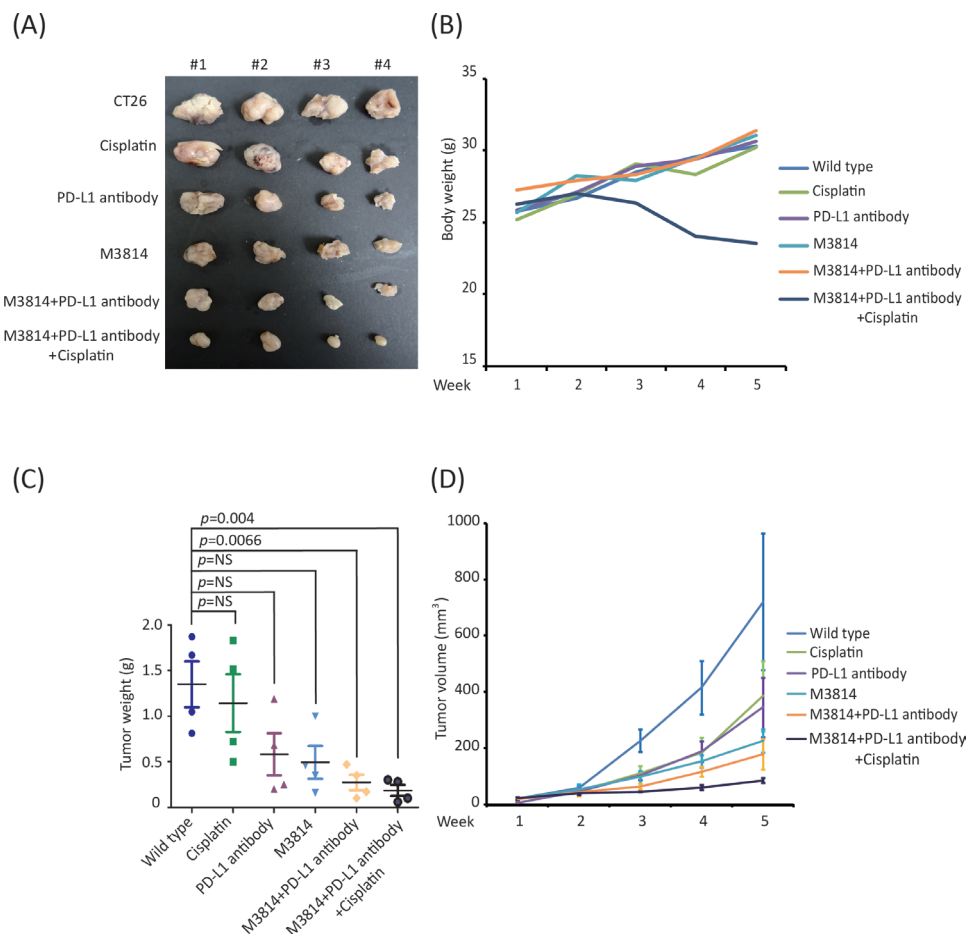 (A)
#1 #2 #3 #4
CT26
Cisplatin
PD-L1 antibody
M3814
M3814+PD-L1 antibody
M3814+PD-L1 antibody
+Cisplatin
(B)
Body weight (g)
35
30
25
20
15
Week 1 2 3 4 5
Wild type
Cisplatin
PD-L1 antibody
M3814
M3814+PD-L1 antibody
M3814+PD-L1 antibody
+Cisplatin
(C)
p=0.004
p=0.0066
p=NS
p=NS
p=NS
Tumor weight (g)
2.0
1.5
1.0
0.5
0.0
Wild type
Cisplatin
PD-L1 antibody
M3814
M3814+PD-L1 antibody
M3814+PD-L1 antibody
+Cisplatin
(D)
Tumor volume (mm³)
1000
800
600
400
200
0
Week 1 2 3 4 5
Wild type
Cisplatin
PD-L1 antibody
M3814
M3814+PD-L1 antibody
M3814+PD-L1 antibody
+Cisplatin